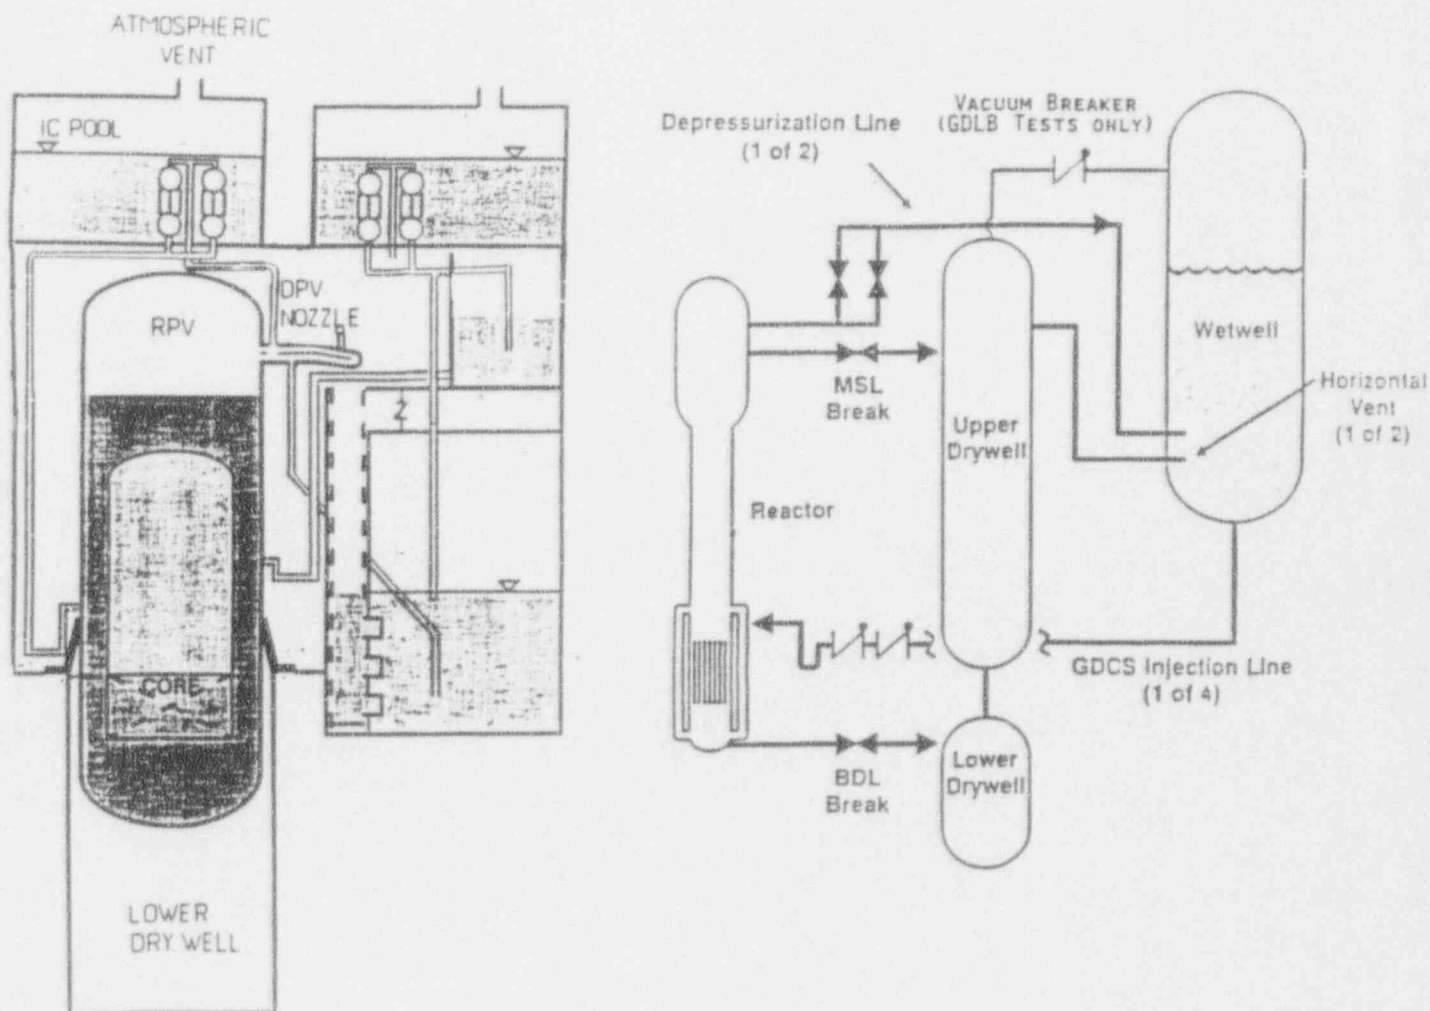 ATMOSPHERIC
VENT
IC POOL
RPV
DPV
NOZZLE
CORE
LOWER
DRY WELL
Depressurization Line
(1 of 2)
VACUUM BREAKER
(GDLB TESTS ONLY)
MSL
Break
Upper
Drywell
Wetwell
Horizontal
Vent
(1 of 2)
Reactor
GDCS Injection Line
(1 of 4)
BDL
Break
Lower
Drywell